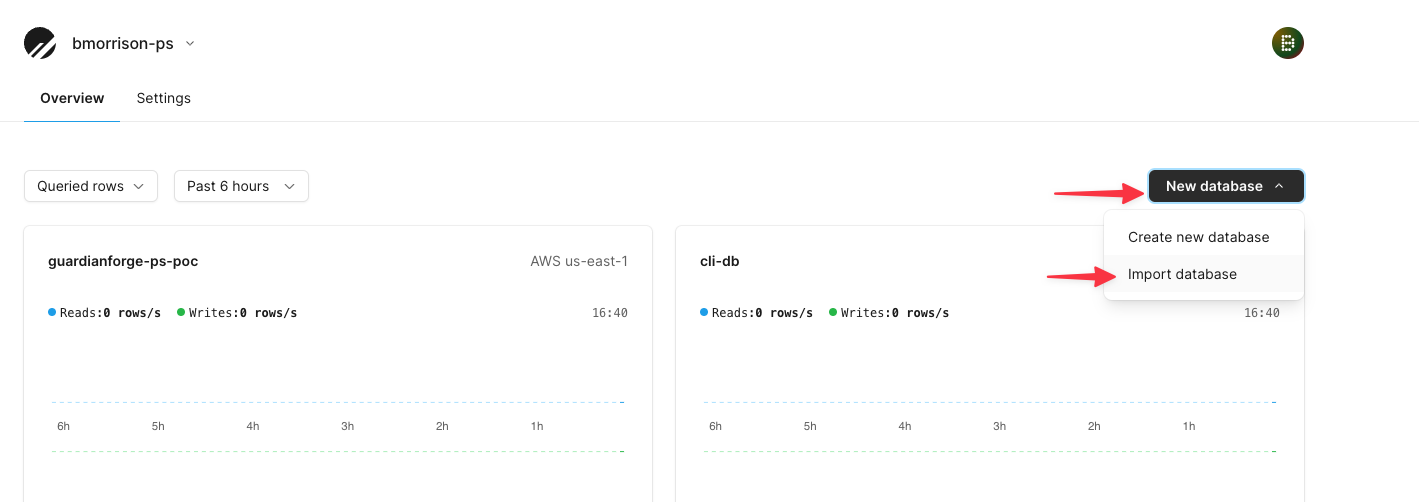 bmorrison-ps
B
Overview Settings
Queried rows Past 6 hours New database
Create new database
Import database
guardianforge-ps-poc AWS us-east-1
Reads:0 rows/s Writes:0 rows/s 16:40
6h 5h 4h 3h 2h 1h
cli-db
Reads:0 rows/s Writes:0 rows/s 16:40
6h 5h 4h 3h 2h 1h